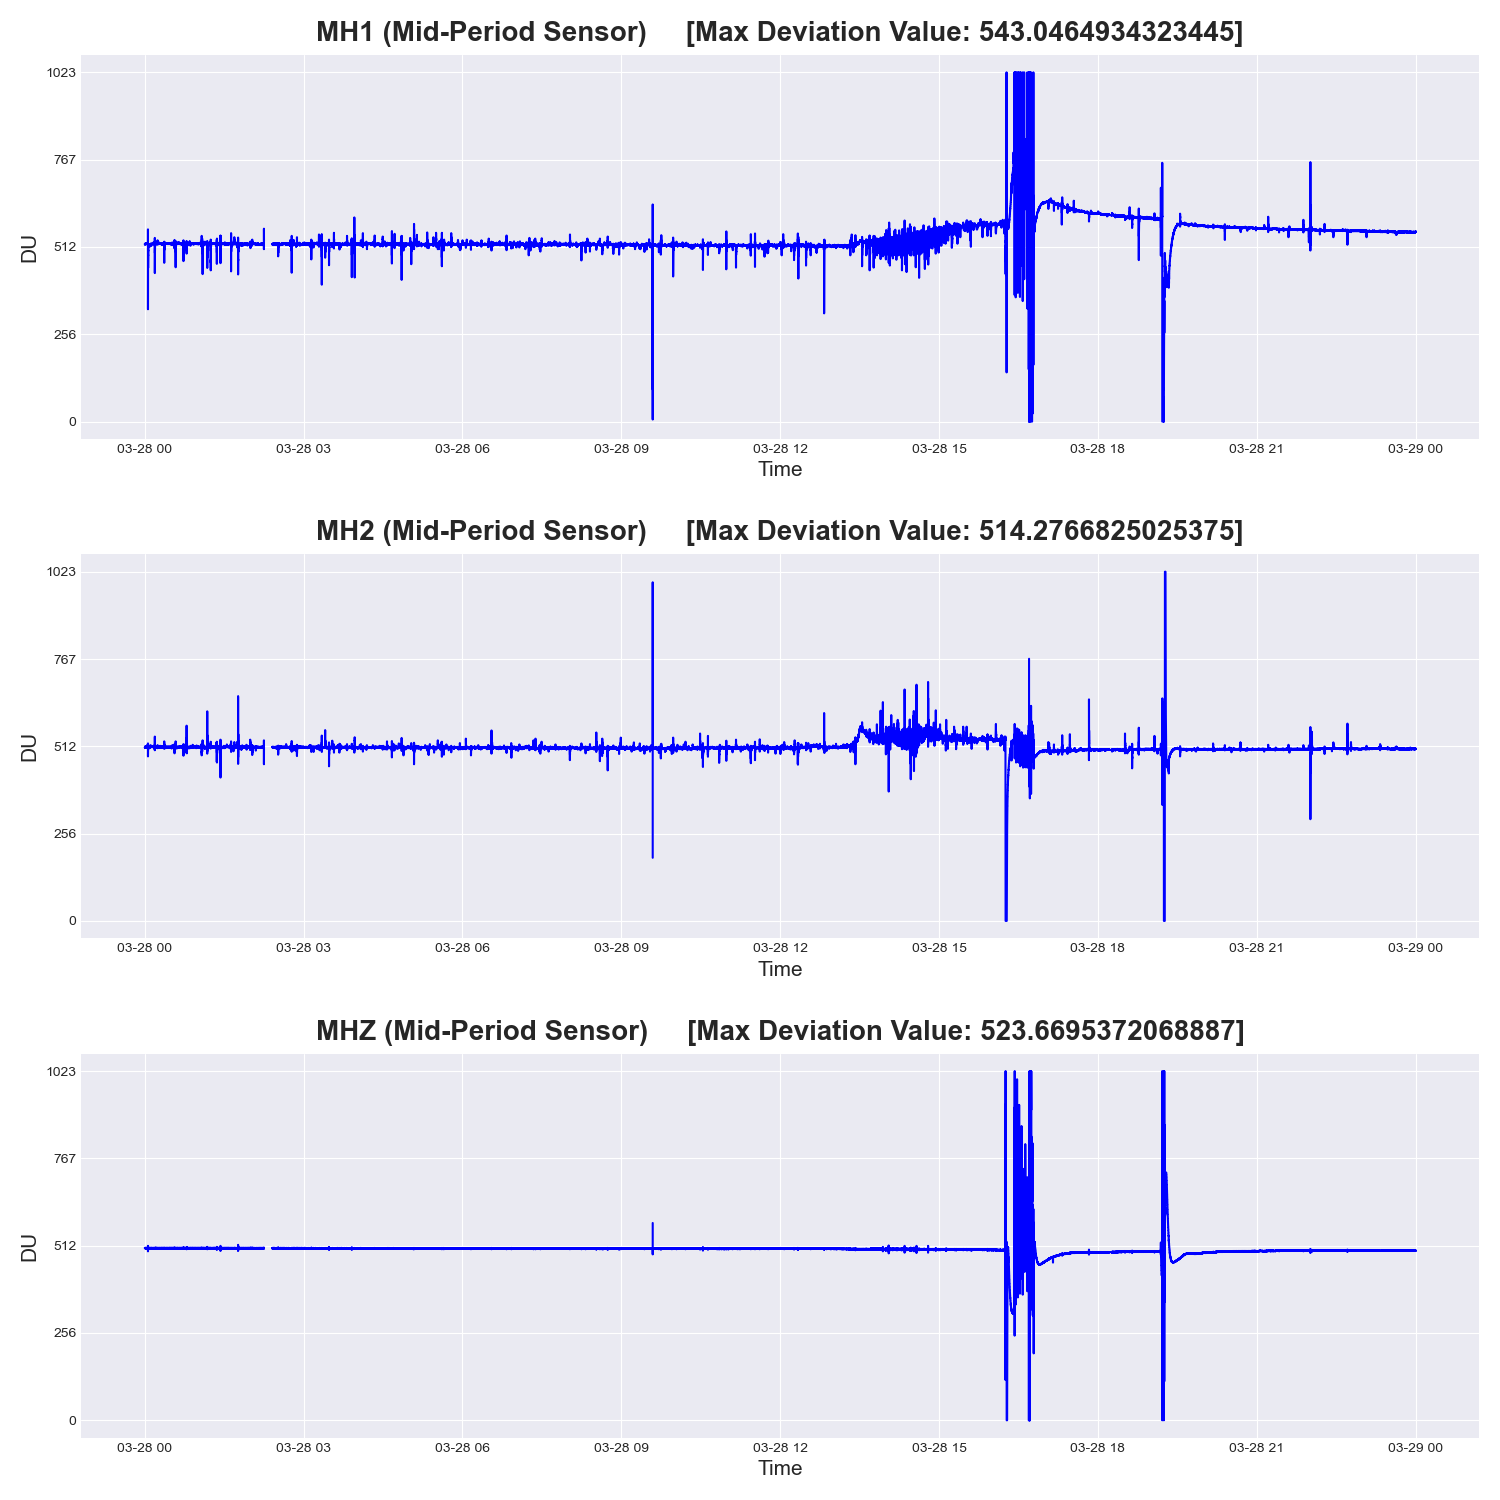 MH1 (Mid-Period Sensor) [Max Deviation Value: 543.0464934323445]
1023
767
512
256
0
DU
03-28 00 03-28 03 03-28 06 03-28 09 03-28 12 03-28 15 03-28 18 03-28 21 03-29 00
Time
MH2 (Mid-Period Sensor) [Max Deviation Value: 514.2766825025375]
1023
767
512
256
0
DU
03-28 00 03-28 03 03-28 06 03-28 09 03-28 12 03-28 15 03-28 18 03-28 21 03-29 00
Time
MHZ (Mid-Period Sensor) [Max Deviation Value: 523.6695372068887]
1023
767
512
256
0
DU
03-28 00 03-28 03 03-28 06 03-28 09 03-28 12 03-28 15 03-28 18 03-28 21 03-29 00
Time